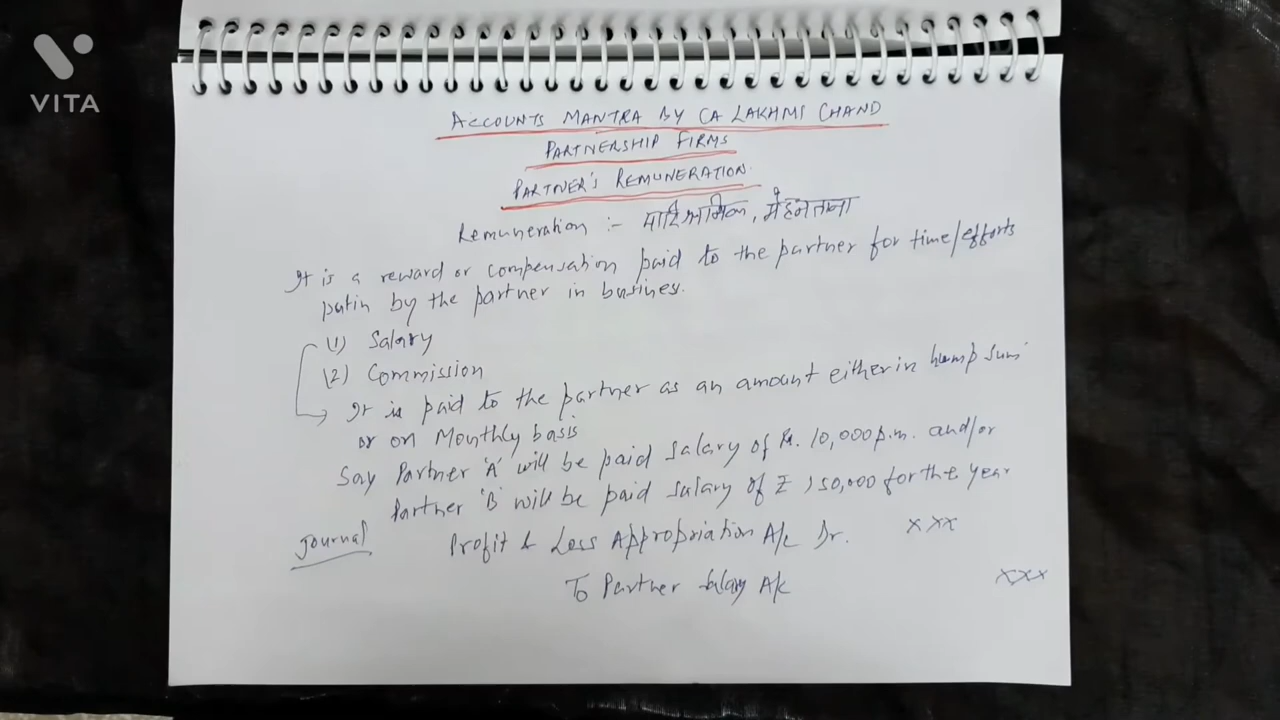 VITA
ACCOUNTS MANTRA BY CA LAKHMI CHAND
PARTNERSHIP FIRMS
PARTNER'S REMUNERATION.
Remuneration :- पारिश्रमिक, मेहनताना
It is a reward or compensation paid to the partner for time/efforts
putin by the partner in business.
(1) Salary
(2) Commission
It is paid to the partner as an amount either in lump sum
or on Monthly basis
Say Partner 'A' will be paid salary of Rs. 10,000 p.m. and/or
Partner 'B' will be paid salary of ₹ 150,000 for the year
Journal Profit & Loss Appropriation A/c Dr. xxx
To Partner Salary A/c xxx